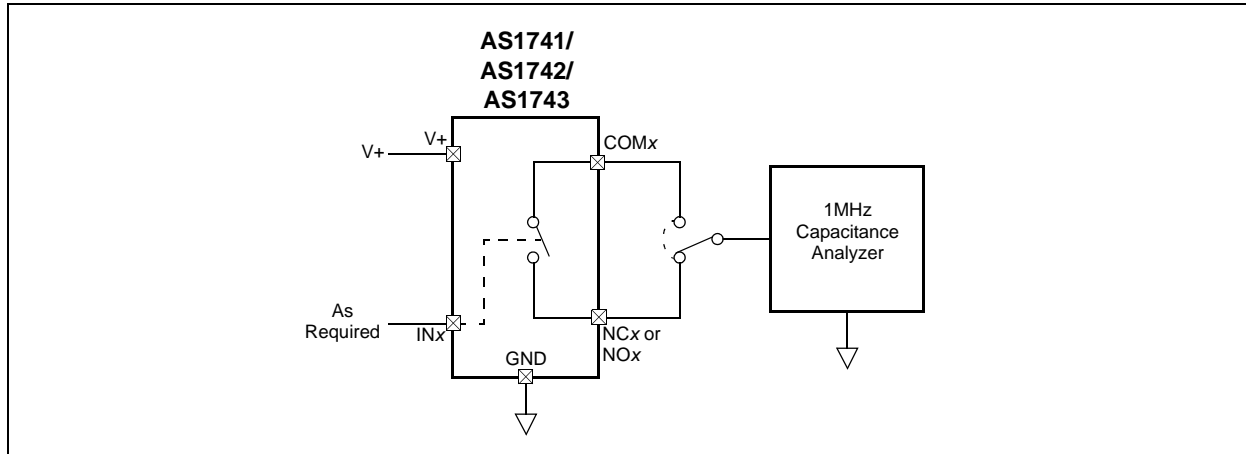 AS1741/
AS1742/
AS1743
V+
V+
COMx
1MHz
Capacitance
Analyzer
As
Required
INx
NCx or
NOx
GND